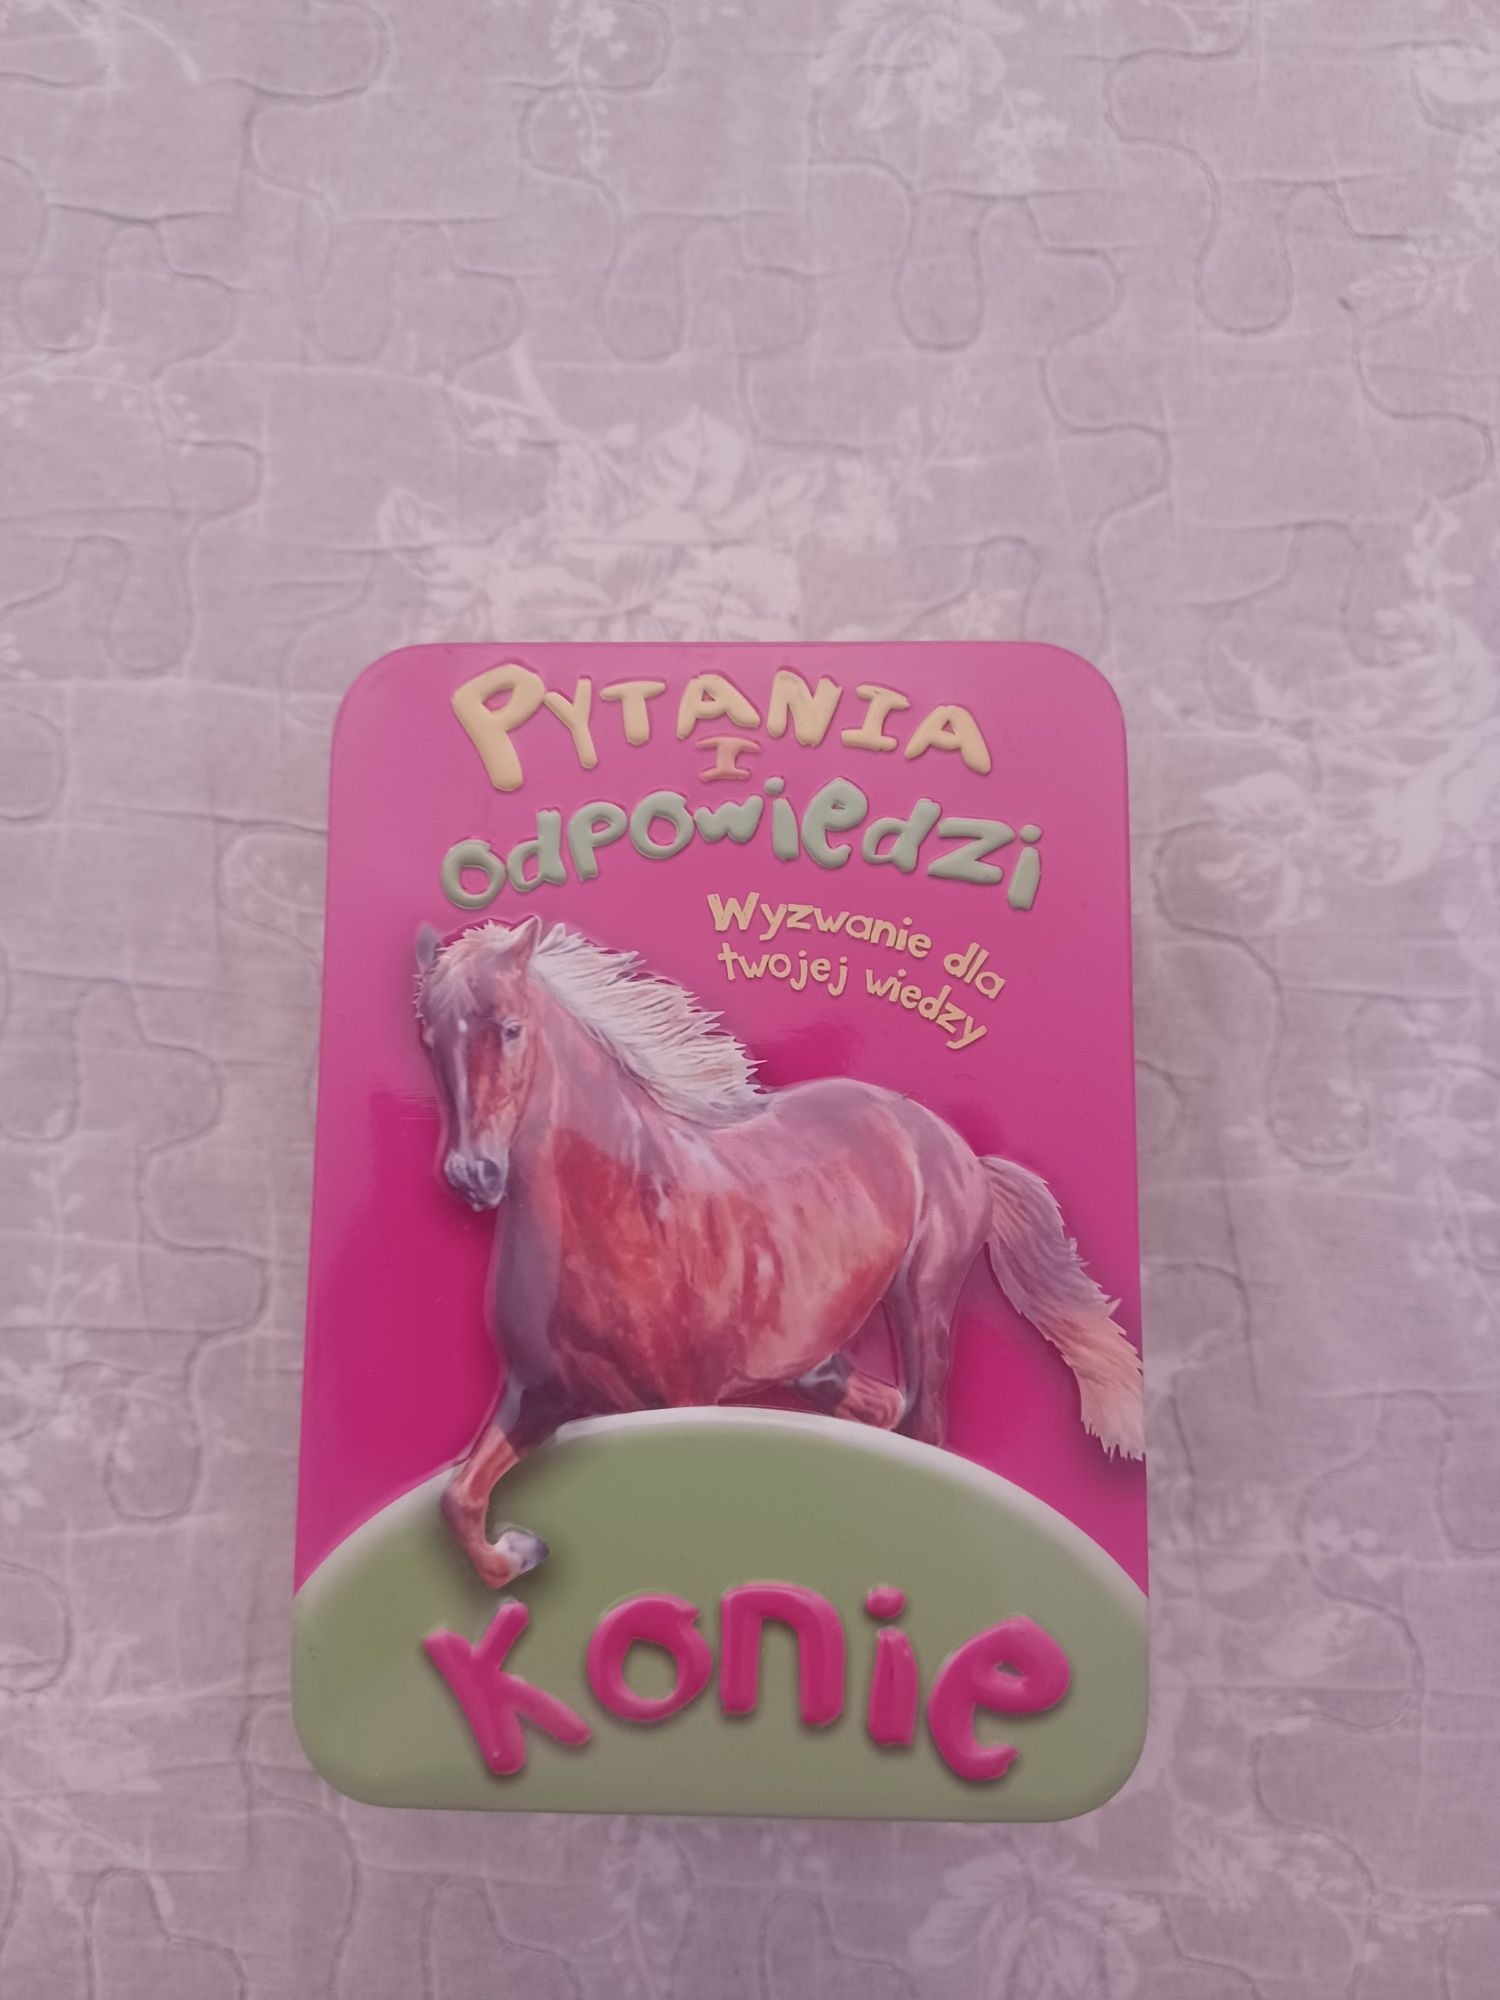 PYTANIA
I
odpowiedzi
Wyzwanie dla
twojej wiedzy
Konie